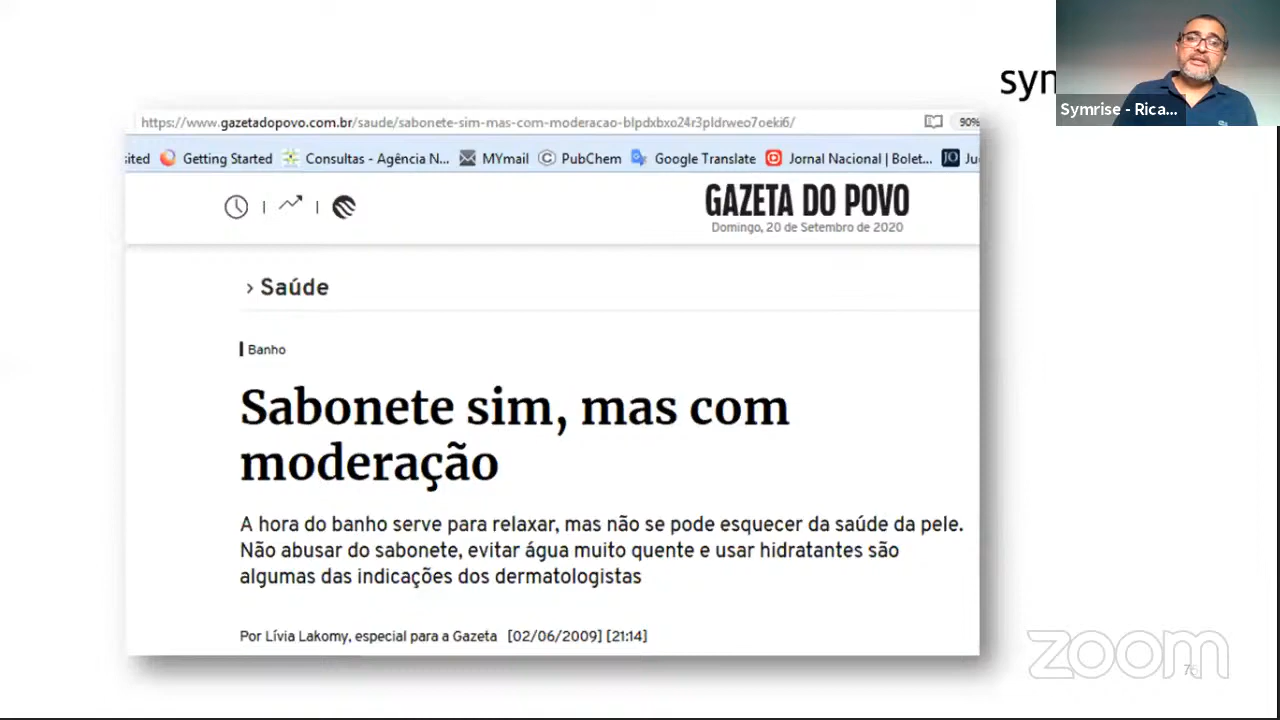 sym
Symrise - Rica...
https://www.gazetadopovo.com.br/saude/sabonete-sim-mas-com-moderacao-blpdxbxo24r3pldrweo7oeki6/
90%
sited Getting Started Consultas - Agência N... MYmail PubChem Google Translate Jornal Nacional | Bolet... JO Ju
GAZETA DO POVO
Domingo, 20 de Setembro de 2020
› Saúde
Banho
Sabonete sim, mas com
moderação
A hora do banho serve para relaxar, mas não se pode esquecer da saúde da pele.
Não abusar do sabonete, evitar água muito quente e usar hidratantes são
algumas das indicações dos dermatologistas
Por Lívia Lakomy, especial para a Gazeta [02/06/2009] [21:14]
zoom